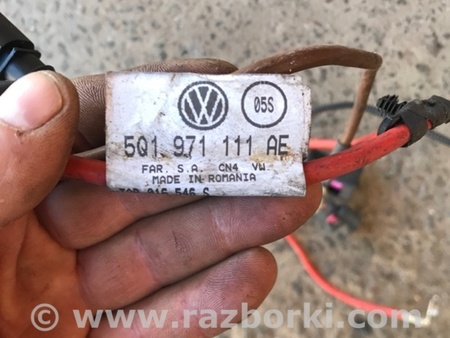 VW
05S
5Q1 971 111 AE
FAR. S.A. CN4 VW
MADE IN ROMANIA
© www.razborki.com